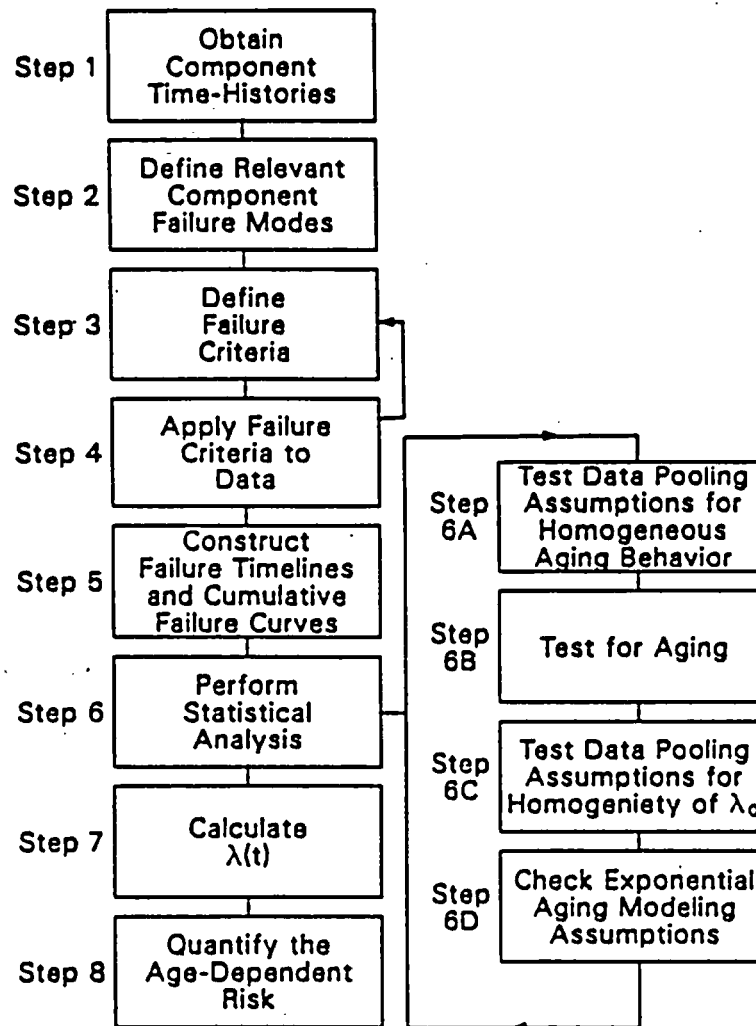 Step 1
Obtain
Component
Time-Histories
Step 2
Define Relevant
Component
Failure Modes
Step 3
Define
Failure
Criteria
Step 4
Apply Failure
Criteria to
Data
Step 5
Construct
Failure Timelines
and Cumulative
Failure Curves
Step 6
Perform
Statistical
Analysis
Step 7
Calculate
λ(t)
Step 8
Quantify the
Age-Dependent
Risk
Step
6A
Test Data Pooling
Assumptions for
Homogeneous
Aging Behavior
Step
6B
Test for Aging
Step
6C
Test Data Pooling
Assumptions for
Homogeniety of λo
Step
6D
Check Exponential
Aging Modeling
Assumptions